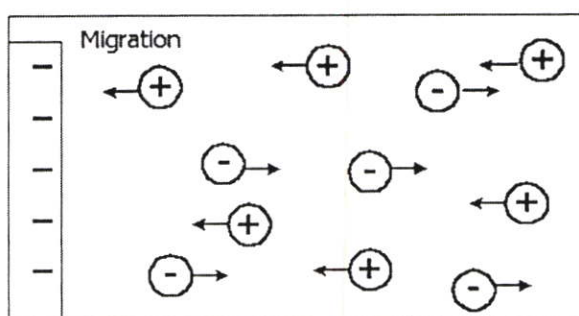 Migration
− + + − +
−
− − −
− + +
− − + −